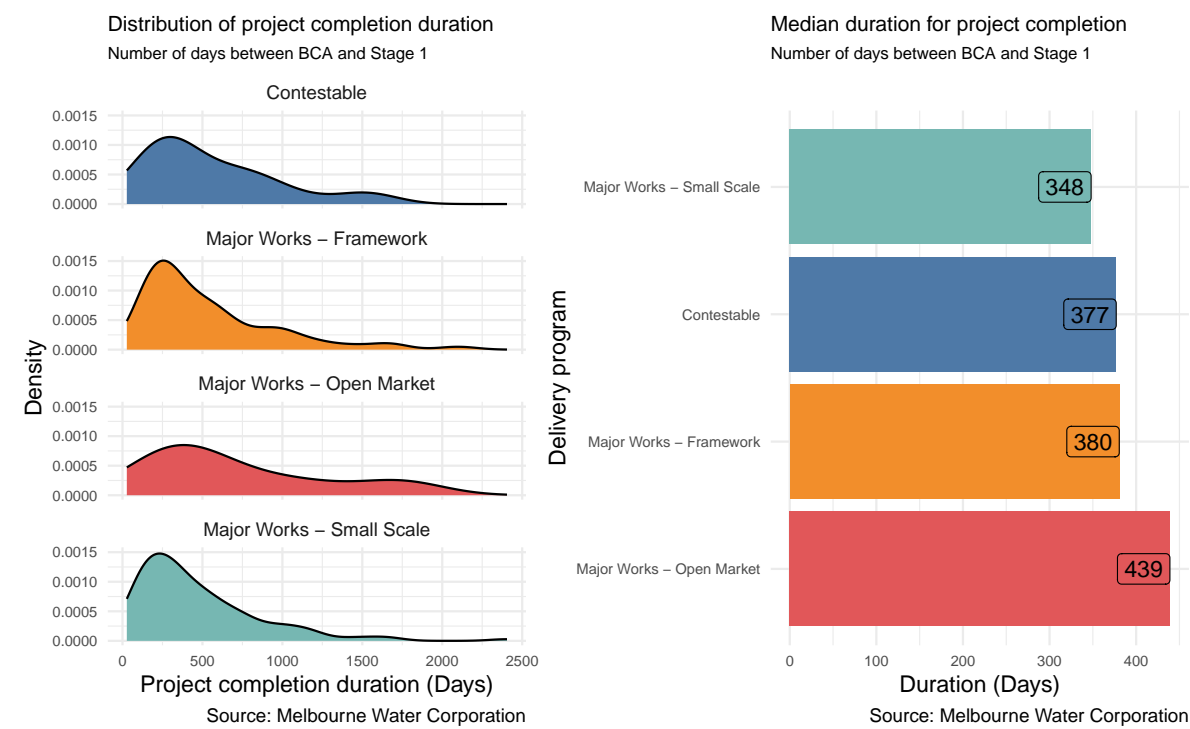 Distribution of project completion duration
Number of days between BCA and Stage 1
Contestable
0.0015
0.0010
0.0005
0.0000
Major Works – Framework
0.0015
0.0010
0.0005
0.0000
Major Works – Open Market
0.0015
0.0010
0.0005
0.0000
Major Works – Small Scale
0.0015
0.0010
0.0005
0.0000
Density
0 500 1000 1500 2000 2500
Project completion duration (Days)
Source: Melbourne Water Corporation
Median duration for project completion
Number of days between BCA and Stage 1
Delivery program
Major Works – Small Scale 348
Contestable 377
Major Works – Framework 380
Major Works – Open Market 439
0 100 200 300 400
Duration (Days)
Source: Melbourne Water Corporation